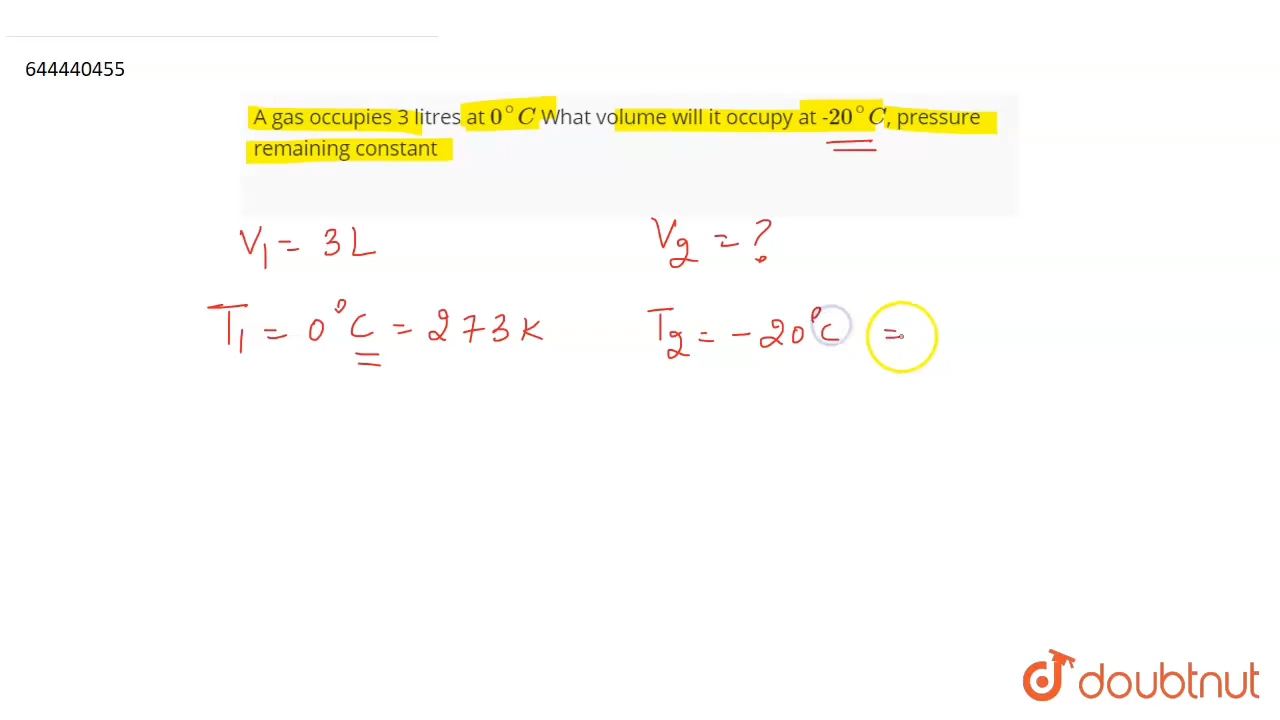 644440455
A gas occupies 3 litres at 0°C What volume will it occupy at -20°C, pressure
remaining constant
V₁ = 3L
V₂ = ?
T₁ = 0°C = 273K
T₂ = -20°C =
doubtnut